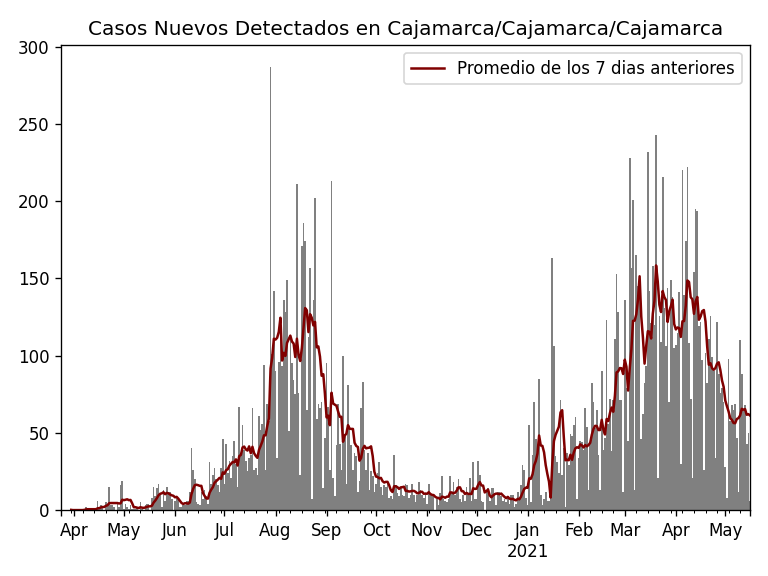 Casos Nuevos Detectados en Cajamarca/Cajamarca/Cajamarca
Promedio de los 7 dias anteriores
300
250
200
150
100
50
0
Apr May Jun Jul Aug Sep Oct Nov Dec Jan Feb Mar Apr May
2021